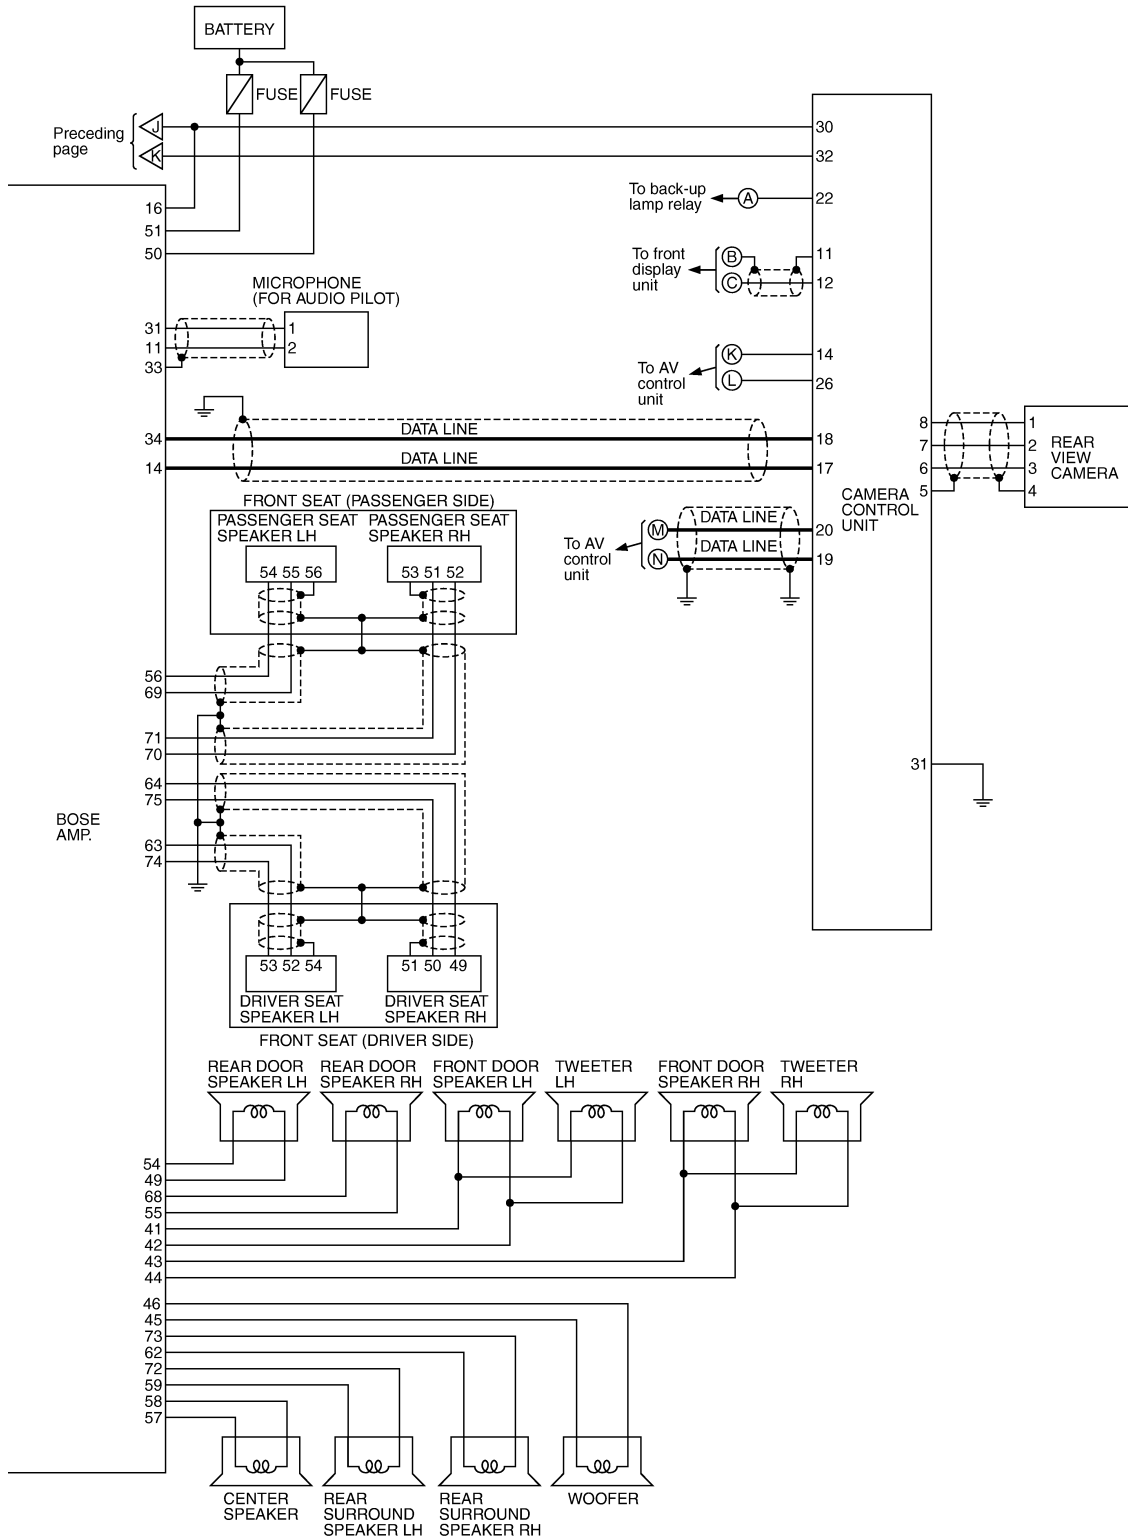 BATTERY
FUSE
FUSE
Preceding
page
J
K
30
32
To back-up
lamp relay
A
22
16
51
50
To front
display
unit
B
C
11
12
MICROPHONE
(FOR AUDIO PILOT)
31
11
33
1
2
To AV
control
unit
K
L
14
26
34
14
DATA LINE
DATA LINE
18
17
8
7
6
5
1
2
3
4
REAR
VIEW
CAMERA
CAMERA
CONTROL
UNIT
FRONT SEAT (PASSENGER SIDE)
PASSENGER SEAT
SPEAKER LH
PASSENGER SEAT
SPEAKER RH
54 55 56
53 51 52
To AV
control
unit
M
N
DATA LINE
DATA LINE
20
19
56
69
71
70
64
75
63
74
31
BOSE
AMP.
53 52 54
51 50 49
DRIVER SEAT
SPEAKER LH
DRIVER SEAT
SPEAKER RH
FRONT SEAT (DRIVER SIDE)
REAR DOOR
SPEAKER LH
REAR DOOR
SPEAKER RH
FRONT DOOR
SPEAKER LH
TWEETER
LH
FRONT DOOR
SPEAKER RH
TWEETER
RH
54
49
68
55
41
42
43
44
46
45
73
62
72
59
58
57
CENTER
SPEAKER
REAR
SURROUND
SPEAKER LH
REAR
SURROUND
SPEAKER RH
WOOFER